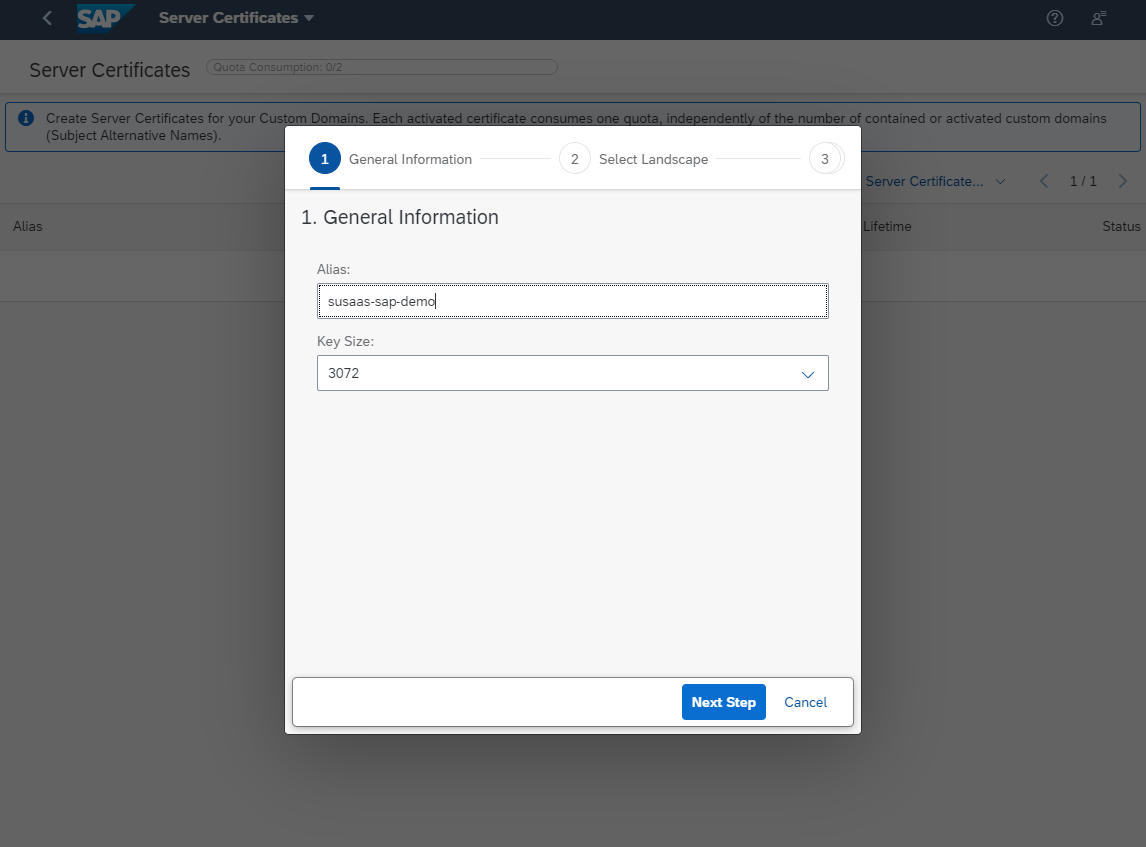 SAP Server Certificates
Server Certificates Quota Consumption: 0/2
Create Server Certificates for your Custom Domains. Each activated certificate consumes one quota, independently of the number of contained or activated custom domains
(Subject Alternative Names).
1 General Information 2 Select Landscape 3
Server Certificate... 1 / 1
Alias Lifetime Status
1. General Information
Alias:
susaas-sap-demo
Key Size:
3072
Next Step Cancel